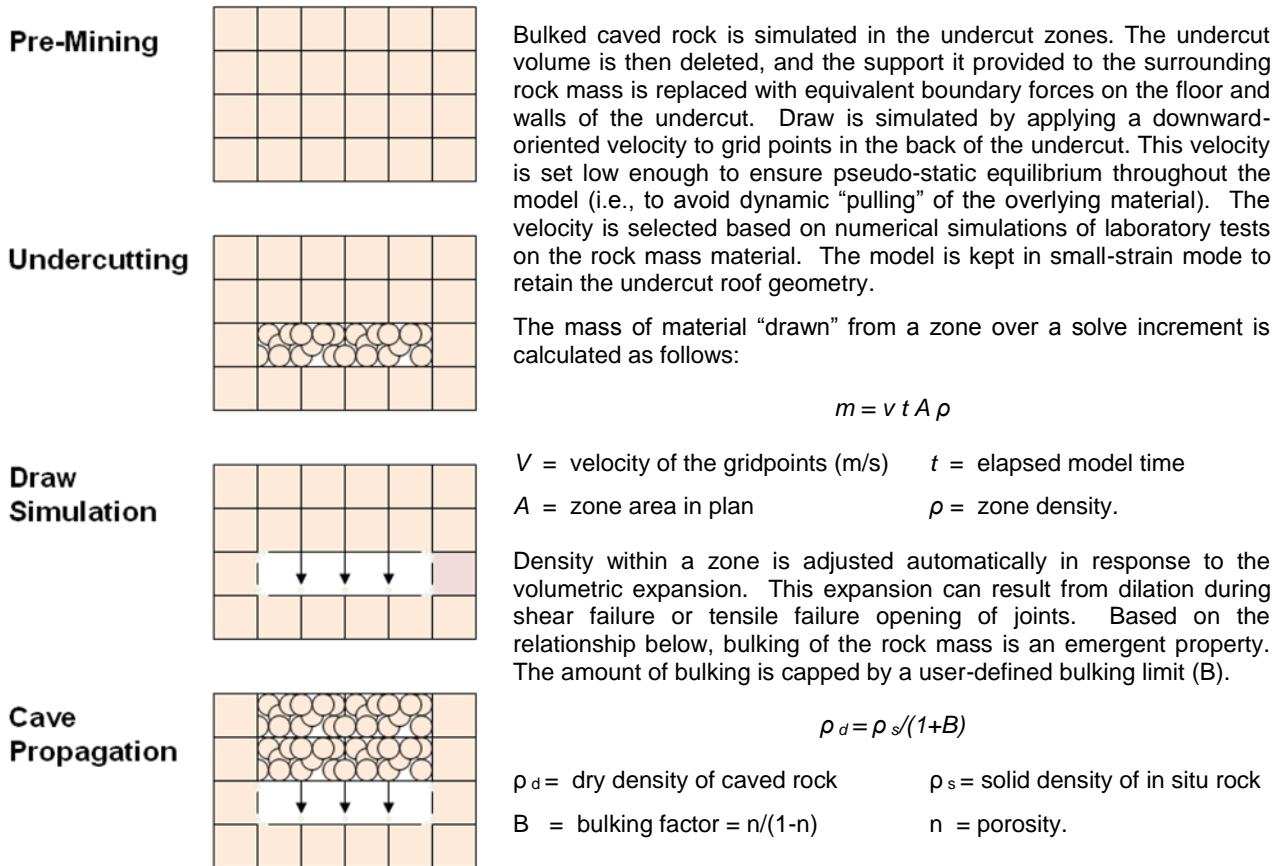 Pre-Mining
Undercutting
Draw
Simulation
Cave
Propagation
Bulked caved rock is simulated in the undercut zones. The undercut
volume is then deleted, and the support it provided to the surrounding
rock mass is replaced with equivalent boundary forces on the floor and
walls of the undercut. Draw is simulated by applying a downward-
oriented velocity to grid points in the back of the undercut. This velocity
is set low enough to ensure pseudo-static equilibrium throughout the
model (i.e., to avoid dynamic “pulling” of the overlying material). The
velocity is selected based on numerical simulations of laboratory tests
on the rock mass material. The model is kept in small-strain mode to
retain the undercut roof geometry.
The mass of material “drawn” from a zone over a solve increment is
calculated as follows:
m = v t A ρ
V = velocity of the gridpoints (m/s) t = elapsed model time
A = zone area in plan ρ = zone density.
Density within a zone is adjusted automatically in response to the
volumetric expansion. This expansion can result from dilation during
shear failure or tensile failure opening of joints. Based on the
relationship below, bulking of the rock mass is an emergent property.
The amount of bulking is capped by a user-defined bulking limit (B).
ρ d = ρ s/(1+B)
ρ d = dry density of caved rock ρ s = solid density of in situ rock
B = bulking factor = n/(1-n) n = porosity.